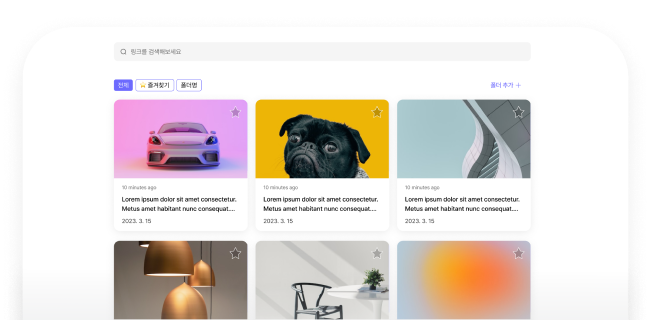 링크를 검색해보세요
전체
즐겨찾기
폴더명
폴더 추가 +
10 minutes ago
Lorem ipsum dolor sit amet consectetur.
Metus amet habitant nunc consequat....
2023. 3. 15
10 minutes ago
Lorem ipsum dolor sit amet consectetur.
Metus amet habitant nunc consequat....
2023. 3. 15
10 minutes ago
Lorem ipsum dolor sit amet consectetur.
Metus amet habitant nunc consequat....
2023. 3. 15